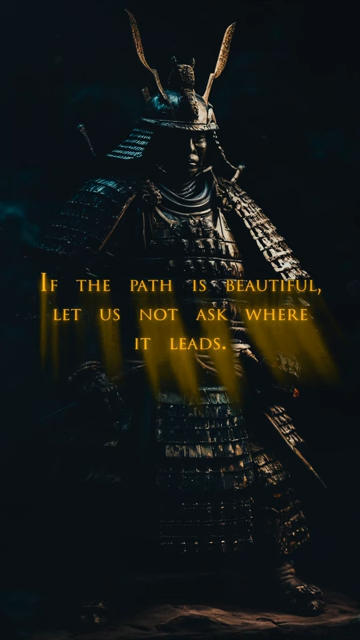 If the path is beautiful,
let us not ask where
it leads.